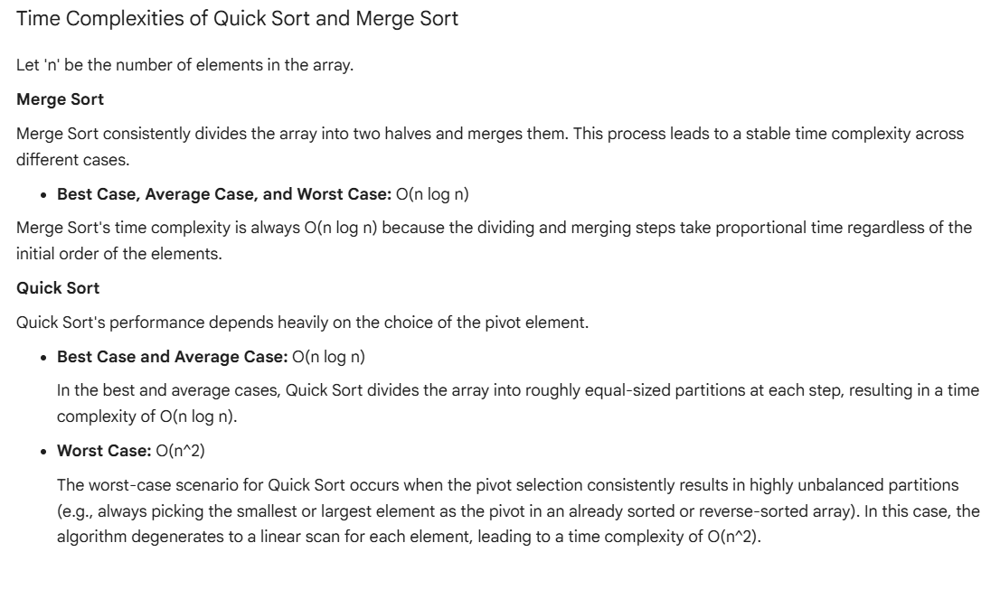 Time Complexities of Quick Sort and Merge Sort
Let 'n' be the number of elements in the array.
Merge Sort
Merge Sort consistently divides the array into two halves and merges them. This process leads to a stable time complexity across
different cases.
• Best Case, Average Case, and Worst Case: O(n log n)
Merge Sort's time complexity is always O(n log n) because the dividing and merging steps take proportional time regardless of the
initial order of the elements.
Quick Sort
Quick Sort's performance depends heavily on the choice of the pivot element.
• Best Case and Average Case: O(n log n)
In the best and average cases, Quick Sort divides the array into roughly equal-sized partitions at each step, resulting in a time
complexity of O(n log n).
• Worst Case: O(n^2)
The worst-case scenario for Quick Sort occurs when the pivot selection consistently results in highly unbalanced partitions
(e.g., always picking the smallest or largest element as the pivot in an already sorted or reverse-sorted array). In this case, the
algorithm degenerates to a linear scan for each element, leading to a time complexity of O(n^2).